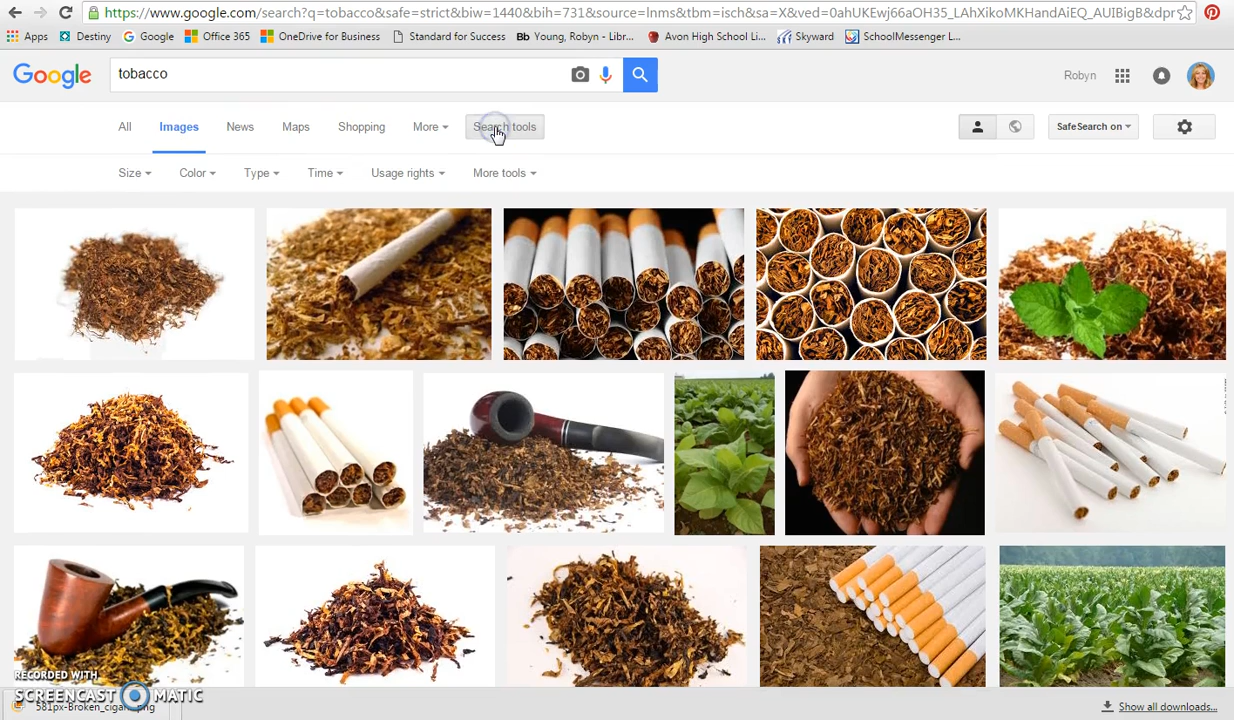 https://www.google.com/search?q=tobacco&safe=strict&biw=1440&bih=731&source=lnms&tbm=isch&sa=X&ved=0ahUKEwj66aOH35_LAhXikoMKHandAiEQ_AUIBigB&dpr
Apps Destiny Google Office 365 OneDrive for Business Standard for Success Bb Young, Robyn - Libr... Avon High School Li... Skyward SchoolMessenger L...
Google tobacco Robyn
All Images News Maps Shopping More Search tools SafeSearch on
Size Color Type Time Usage rights More tools
RECORDED WITH
SCREENCAST MATIC
Show all downloads...